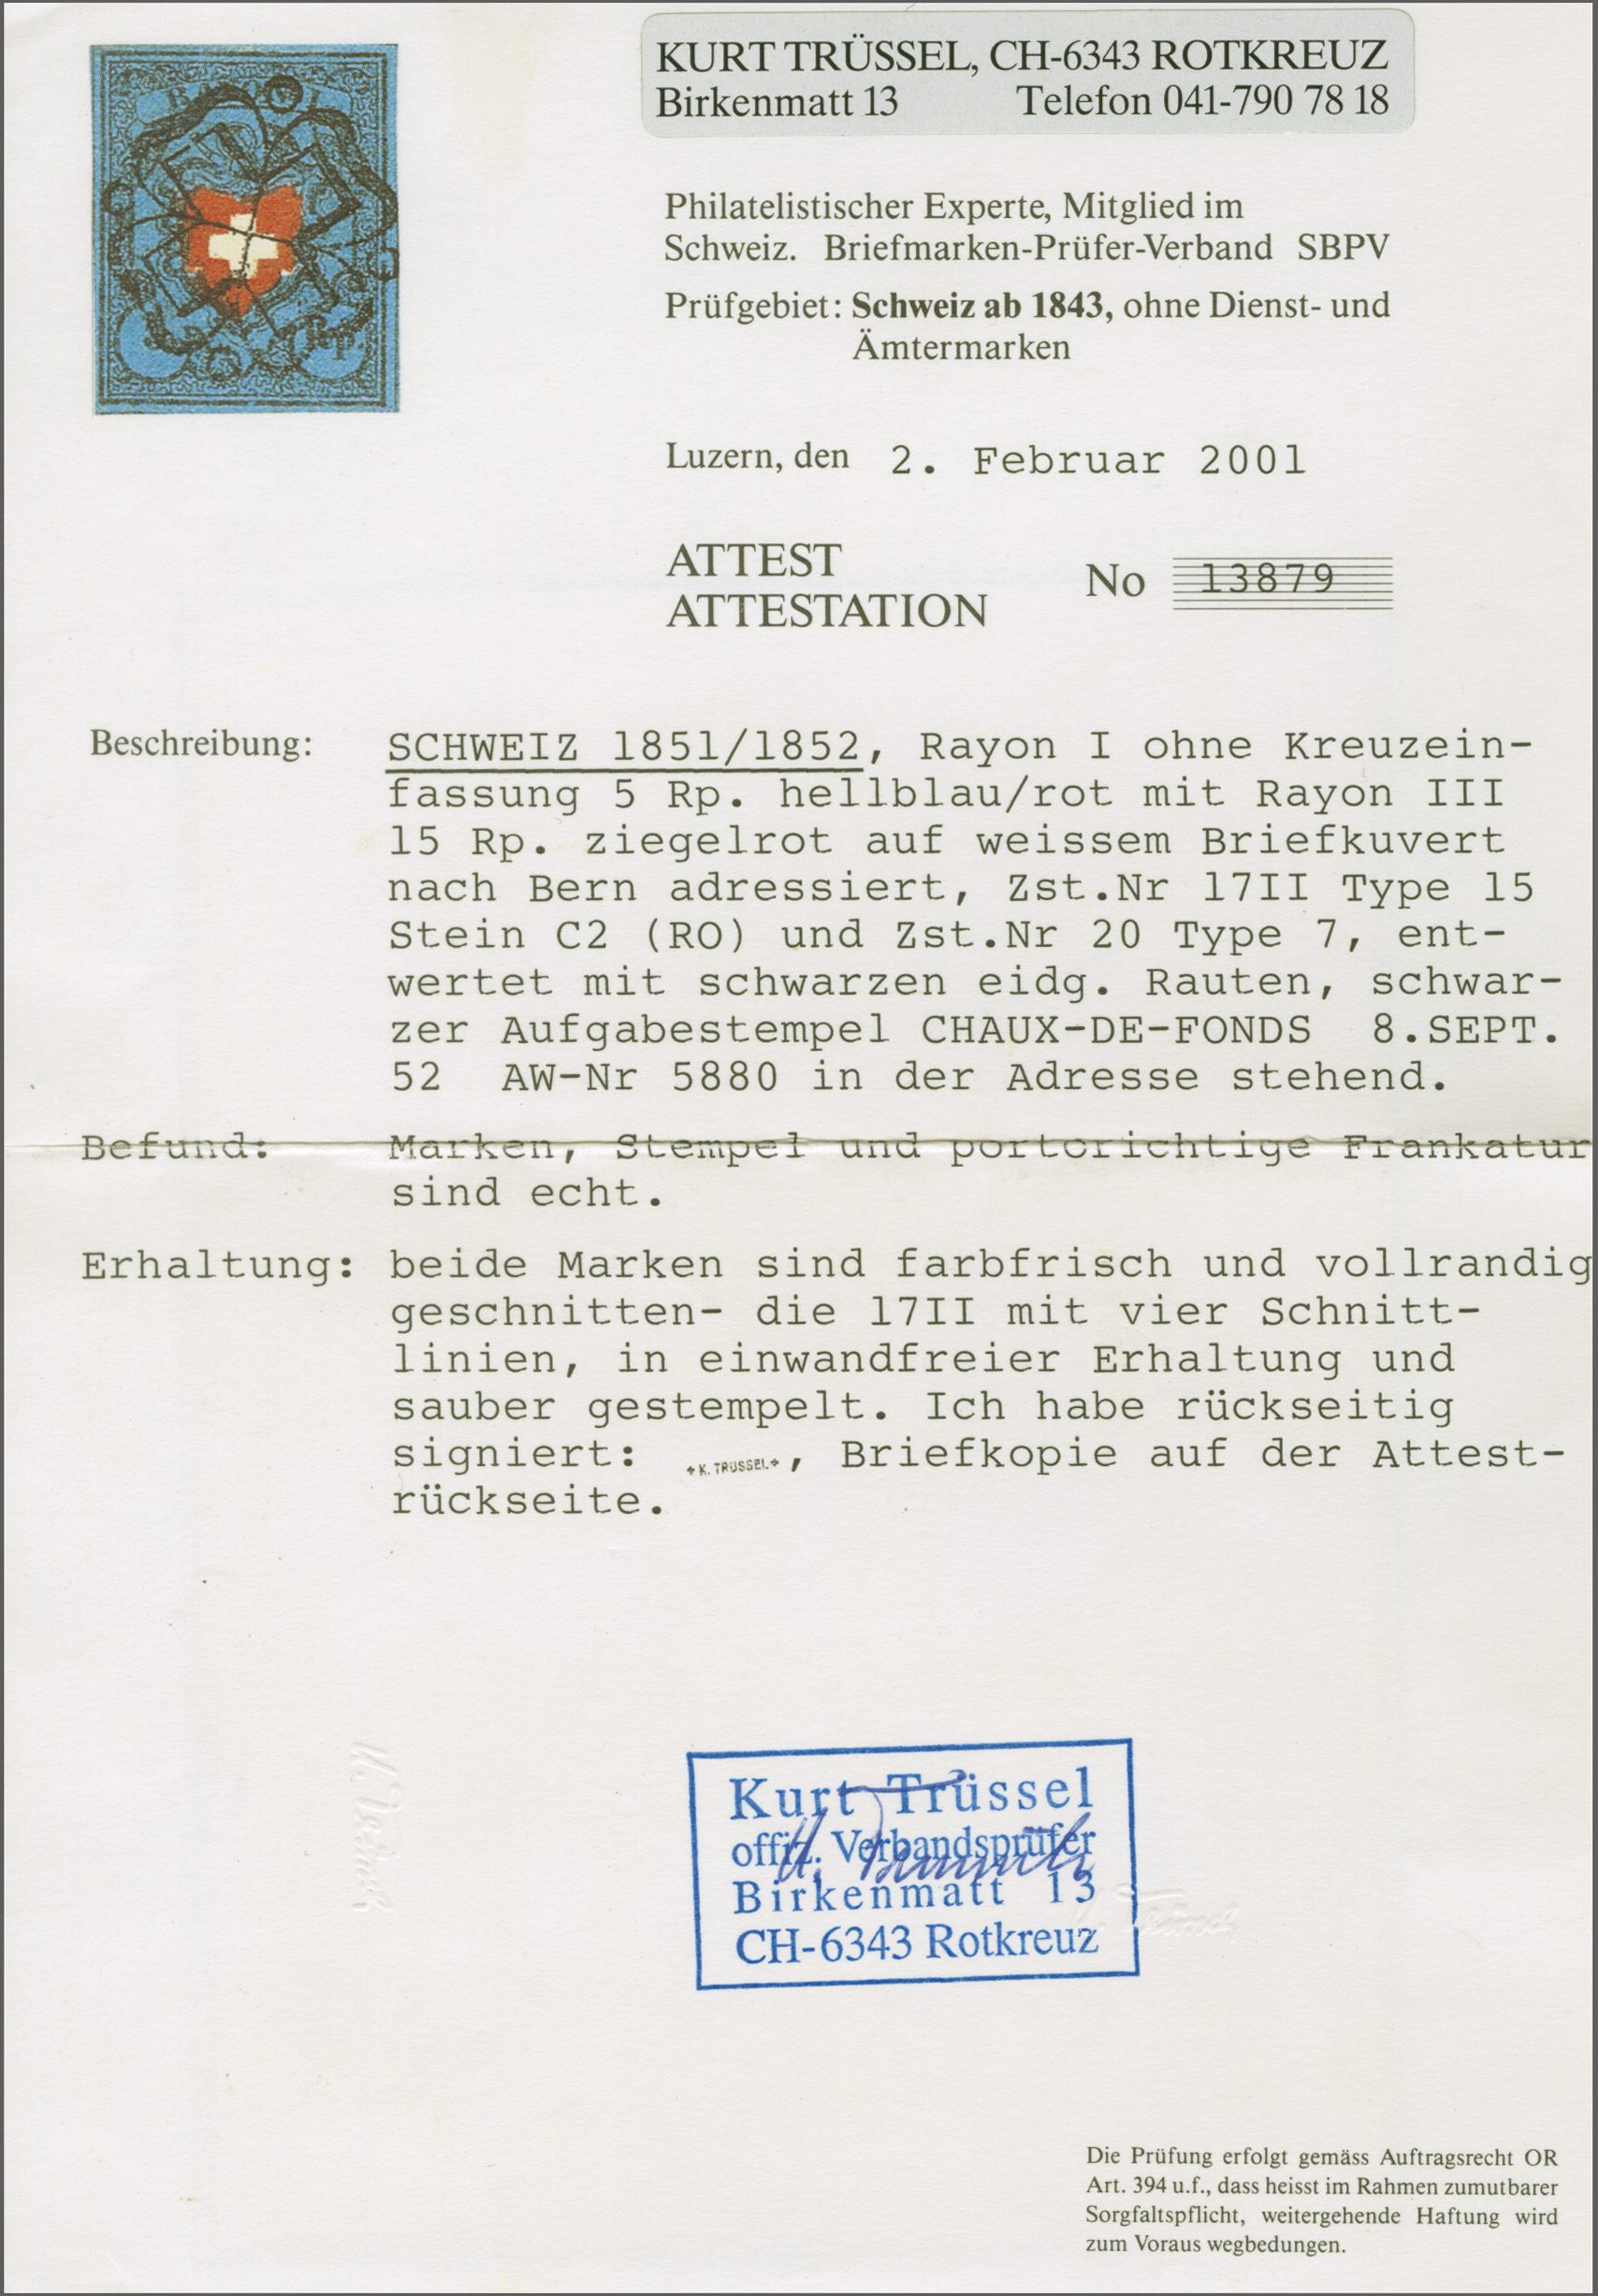 KURT TRÜSSEL, CH-6343 ROTKREUZ
Birkenmatt 13 Telefon 041-790 78 18
Philatelistischer Experte, Mitglied im
Schweiz. Briefmarken-Prüfer-Verband SBPV
Prüfgebiet: Schweiz ab 1843, ohne Dienst- und
Ämtermarken
Luzern, den 2. Februar 2001
ATTEST
ATTESTATION
No 13879
Beschreibung: SCHWEIZ 1851/1852, Rayon I ohne Kreuzein-
fassung 5 Rp. hellblau/rot mit Rayon III
15 Rp. ziegelrot auf weissem Briefkuvert
nach Bern adressiert, Zst.Nr 17II Type 15
Stein C2 (RO) und Zst.Nr 20 Type 7, ent-
wertet mit schwarzen eidg. Rauten, schwar-
zer Aufgabestempel CHAUX-DE-FONDS 8.SEPT.
52 AW-Nr 5880 in der Adresse stehend.
Befund: Marken, Stempel und portorichtige Frankatur
sind echt.
Erhaltung: beide Marken sind farbfrisch und vollrandig
geschnitten- die 17II mit vier Schnitt-
linien, in einwandfreier Erhaltung und
sauber gestempelt. Ich habe rückseitig
signiert: +K. TRÜSSEL+, Briefkopie auf der Attest-
rückseite.
Kurt Trüssel
offiz. Verbandsprüfer
Birkenmatt 13
CH-6343 Rotkreuz
Die Prüfung erfolgt gemäss Auftragsrecht OR
Art. 394 u.f., dass heisst im Rahmen zumutbarer
Sorgfaltspflicht, weitergehende Haftung wird
zum Voraus wegbedungen.